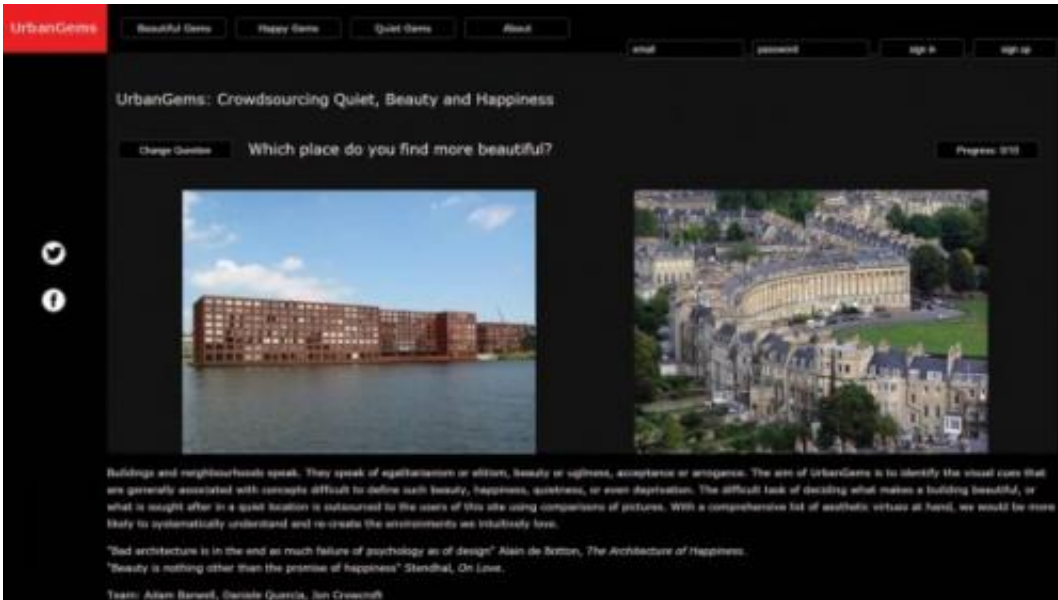 UrbanGems
Beautiful Gems
Happy Gems
Quiet Gems
About
email
password
sign in
sign up
UrbanGems: Crowdsourcing Quiet, Beauty and Happiness
Change Question
Which place do you find more beautiful?
Progress: 0/10
Buildings and neighbourhoods speak. They speak of egalitarianism or elitism, beauty or ugliness, acceptance or arrogance. The aim of UrbanGems is to identify the visual cues that
are generally associated with concepts difficult to define such beauty, happiness, quietness, or even deprivation. The difficult task of deciding what makes a building beautiful, or
what is sought after in a quiet location is outsourced to the users of this site using comparisons of pictures. With a comprehensive list of aesthetic virtues at hand, we would be more
likely to systematically understand and re-create the environments we intuitively love.
"Bad architecture is in the end as much failure of psychology as of design" Alain de Botton, The Architecture of Happiness.
"Beauty is nothing other than the promise of happiness" Stendhal, On Love.
Team: Adam Barwell, Daniele Quercia, Jon Crowcroft